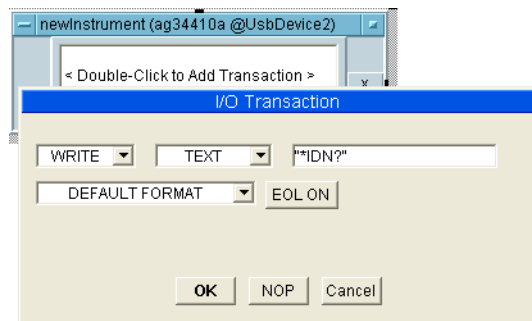 newInstrument (ag34410a @UsbDevice2)
< Double-Click to Add Transaction >
X
I/O Transaction
WRITE TEXT "*IDN?"
DEFAULT FORMAT EOL ON
OK NOP Cancel